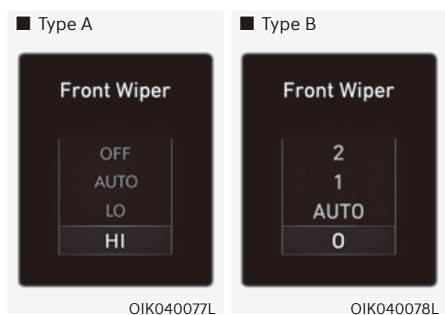 ■ Type A
Front Wiper
OFF
AUTO
LO
HI
OIK040077L
■ Type B
Front Wiper
2
1
AUTO
0
OIK040078L